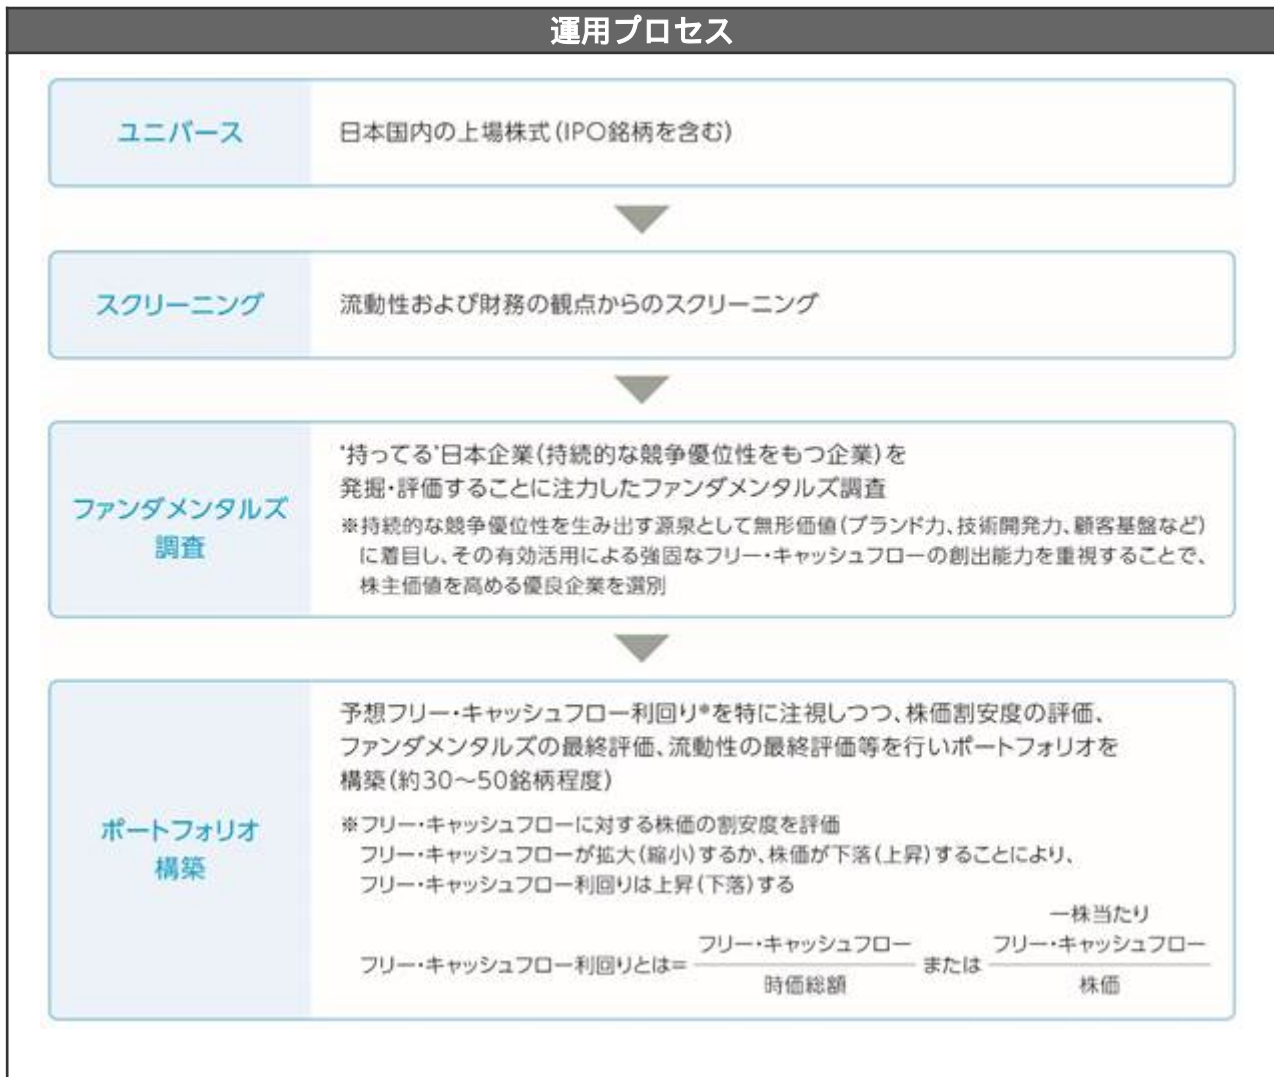 運用プロセス
ユニバース
日本国内の上場株式(IPO銘柄を含む)
スクリーニング
流動性および財務の観点からのスクリーニング
ファンダメンタルズ
調査
‘持ってる’日本企業(持続的な競争優位性をもつ企業)を
発掘・評価することに注力したファンダメンタルズ調査
※持続的な競争優位性を生み出す源泉として無形価値(ブランド力、技術開発力、顧客基盤など)
に着目し、その有効活用による強固なフリー・キャッシュフローの創出能力を重視することで、
株主価値を高める優良企業を選別
ポートフォリオ
構築
予想フリー・キャッシュフロー利回り※を特に注視しつつ、株価割安度の評価、
ファンダメンタルズの最終評価、流動性の最終評価等を行いポートフォリオを
構築(約30～50銘柄程度)
※フリー・キャッシュフローに対する株価の割安度を評価
フリー・キャッシュフローが拡大(縮小)するか、株価が下落(上昇)することにより、
フリー・キャッシュフロー利回りは上昇(下落)する
フリー・キャッシュフロー利回りとは=
フリー・キャッシュフロー
時価総額
または
一株当たり
フリー・キャッシュフロー
株価